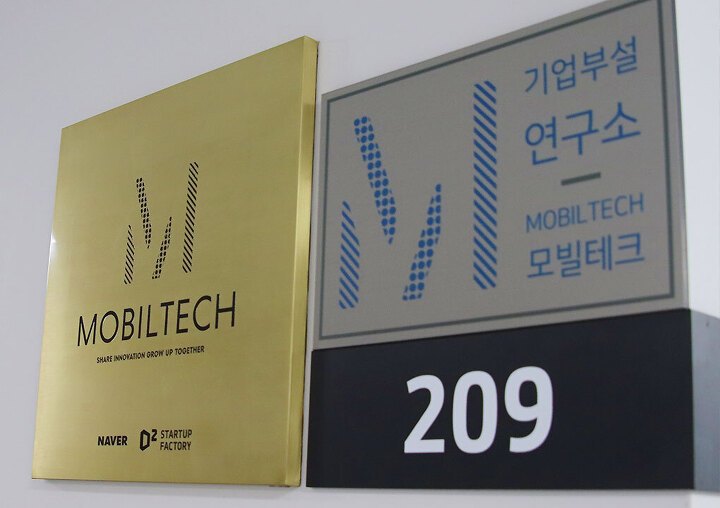 MOBILTECH
SHARE INNOVATION GROW UP TOGETHER
NAVER D2 STARTUP
FACTORY
기업부설
연구소
MOBILTECH
모빌테크
209